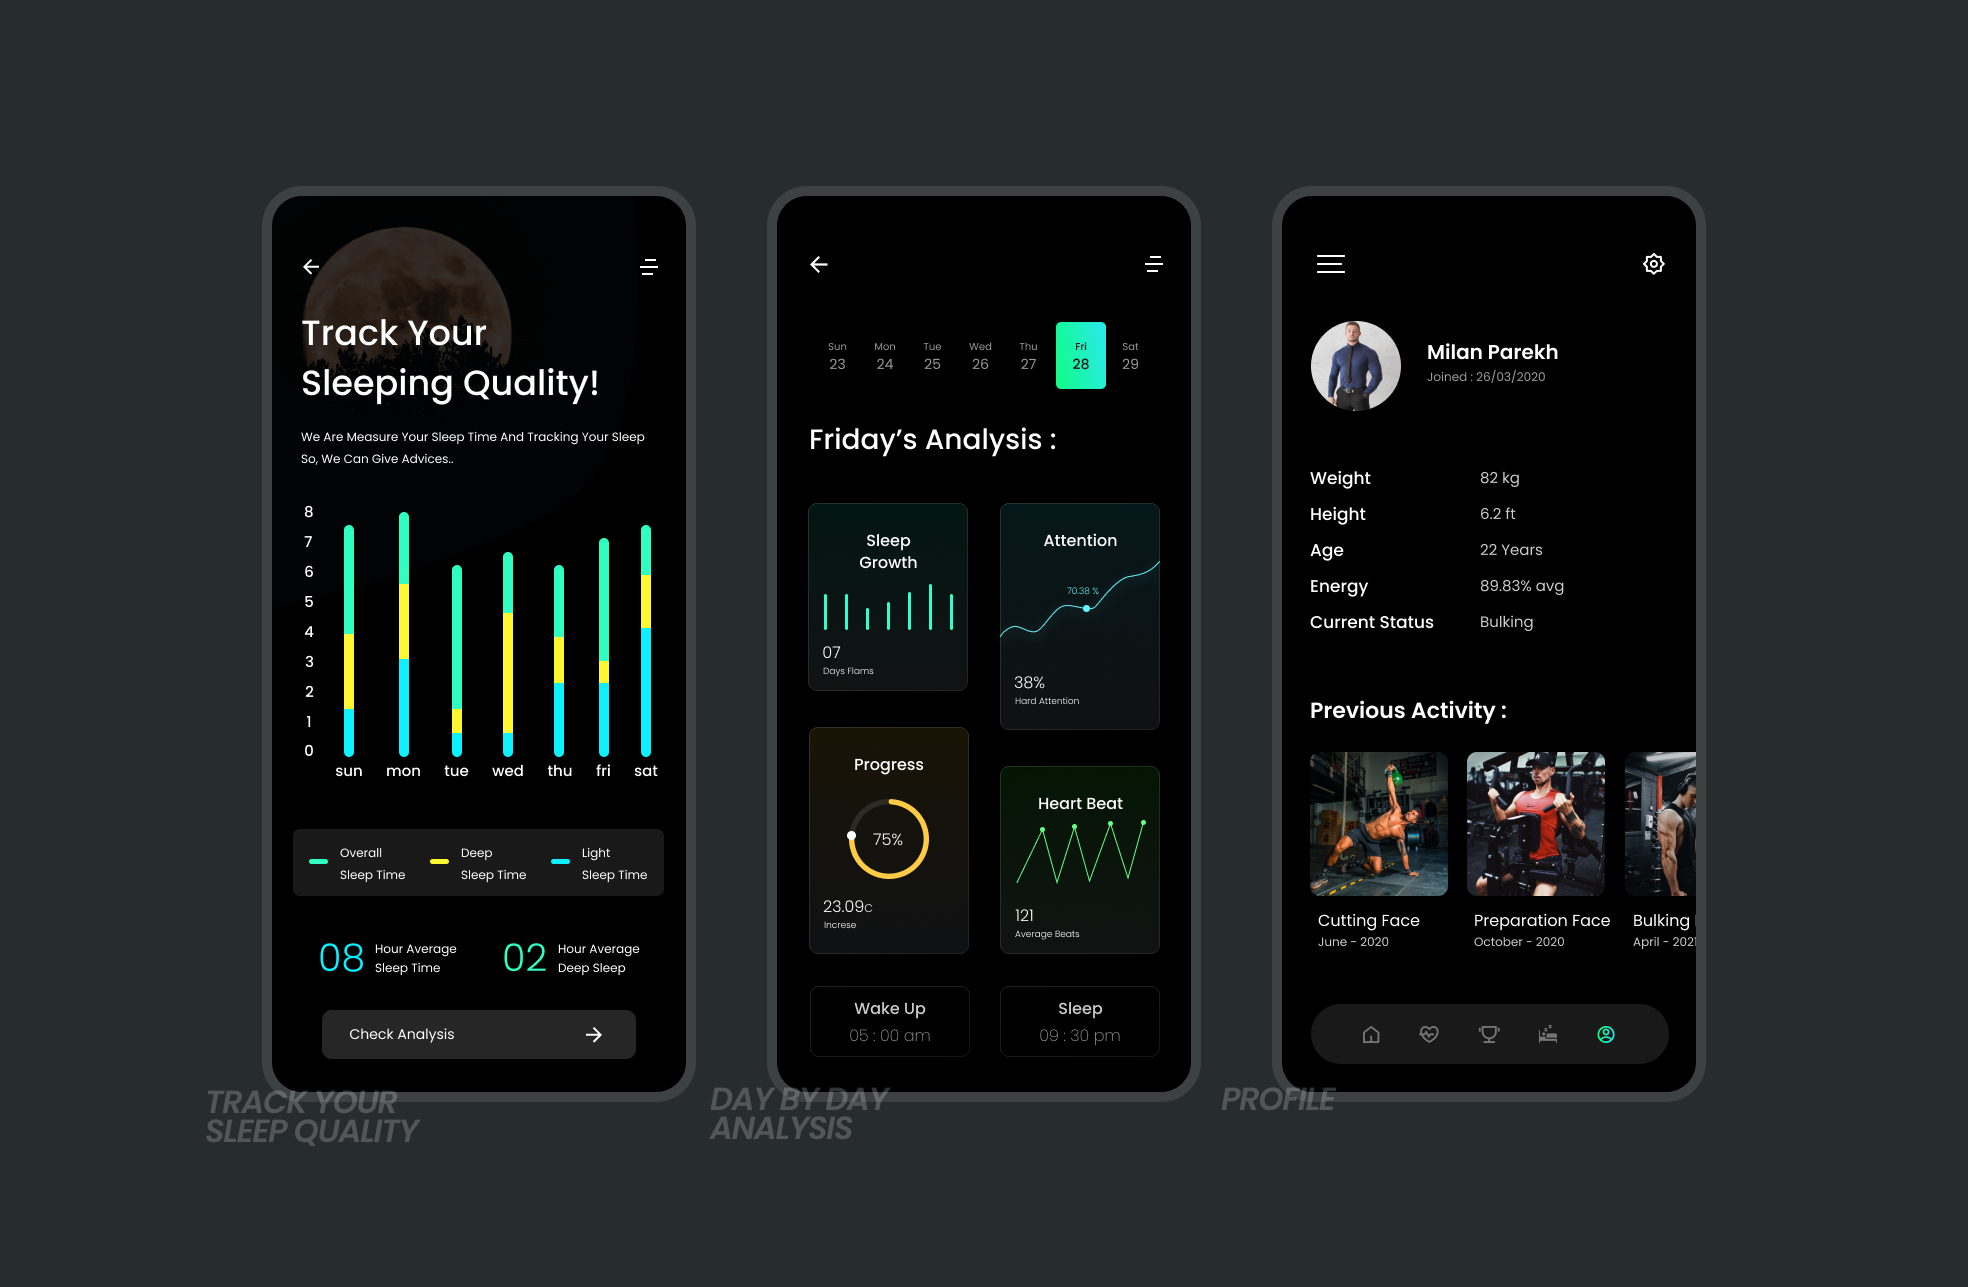 Track Your
Sleeping Quality!
We Are Measure Your Sleep Time And Tracking Your Sleep
So, We Can Give Advices..
8
7
6
5
4
3
2
1
0
sun mon tue wed thu fri sat
Overall
Sleep Time
Deep
Sleep Time
Light
Sleep Time
08
Hour Average
Sleep Time
02
Hour Average
Deep Sleep
Check Analysis
TRACK YOUR
SLEEP QUALITY
Sun Mon Tue Wed Thu Fri Sat
23 24 25 26 27 28 29
Friday’s Analysis :
Sleep
Growth
07
Days Flams
Attention
70.38 %
38%
Hard Attention
Progress
75%
23.09c
Increse
Heart Beat
121
Average Beats
Wake Up
05 : 00 am
Sleep
09 : 30 pm
DAY BY DAY
ANALYSIS
Milan Parekh
Joined : 26/03/2020
Weight 82 kg
Height 6.2 ft
Age 22 Years
Energy 89.83% avg
Current Status Bulking
Previous Activity :
Cutting Face
June - 2020
Preparation Face
October - 2020
Bulking
April - 2021
PROFILE